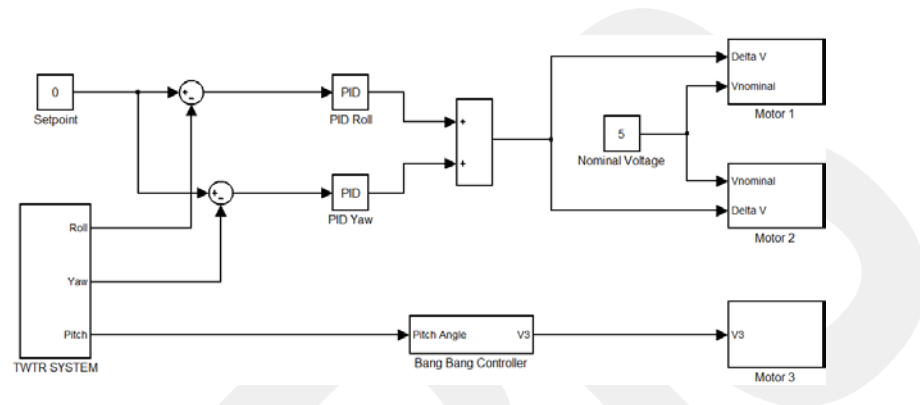 0
Setpoint
+
-
PID
PID Roll
+
-
PID
PID Yaw
+
+
Delta V
Vnominal
Motor 1
5
Nominal Voltage
Vnominal
Delta V
Motor 2
Roll
Yaw
Pitch
TWTR SYSTEM
Pitch Angle V3
Bang Bang Controller
V3
Motor 3